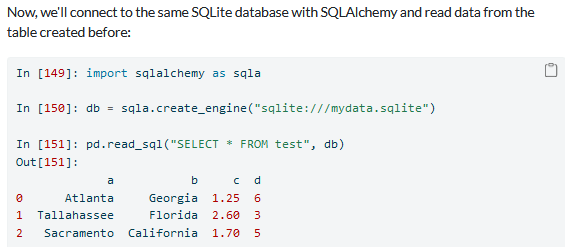 Now, we'll connect to the same SQLite database with SQLAlchemy and read data from the
table created before:
In [149]: import sqlalchemy as sqla
In [150]: db = sqla.create_engine("sqlite:///mydata.sqlite")
In [151]: pd.read_sql("SELECT * FROM test", db)
Out[151]:
             a           b     c  d
0      Atlanta     Georgia  1.25  6
1  Tallahassee     Florida  2.60  3
2   Sacramento  California  1.70  5